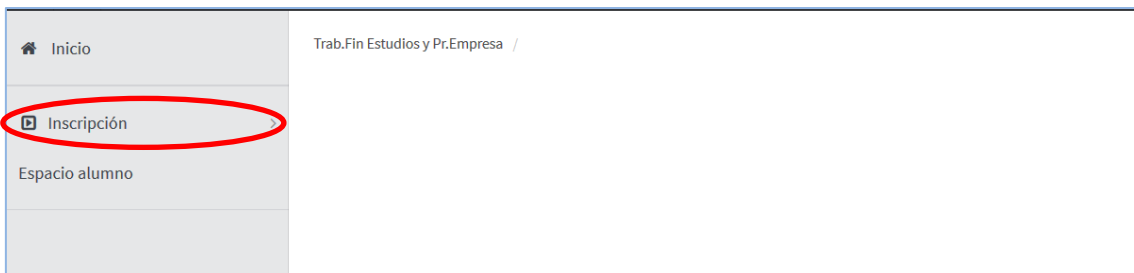 Inicio
Trab.Fin Estudios y Pr.Empresa /
Inscripción
Espacio alumno